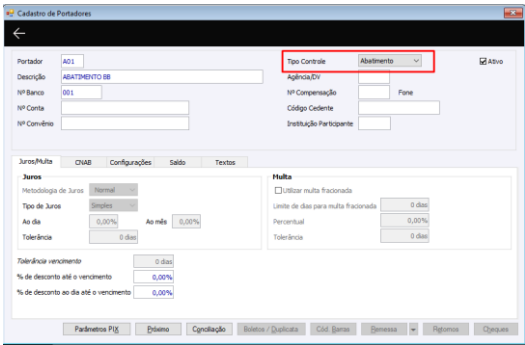 Cadastro de Portadores
Portador A01 Tipo Controle Abatimento Ativo
Descrição ABATIMENTO BB Agência/DV
Nº Banco 001 Nº Compensação Fone
Nº Conta Código Cedente
Nº Convênio Instituição Participante
Juros/Multa CNAB Configurações Saldo Textos
Juros Multa
Metodologia de Juros Normal Utilizar multa fracionada
Tipo de Juros Simples Limite de dias para multa fracionada 0 dias
Ao dia 0,00% Ao mês 0,00% Percentual 0,00%
Tolerância 0 dias Tolerância 0 dias
Tolerância vencimento 0 dias
% de desconto até o vencimento 0,00%
% de desconto ao dia até o vencimento 0,00%
Parâmetros PIX Próximo Conciliação Boletos / Duplicata Cód. Barras Remessa Retornos Cheques